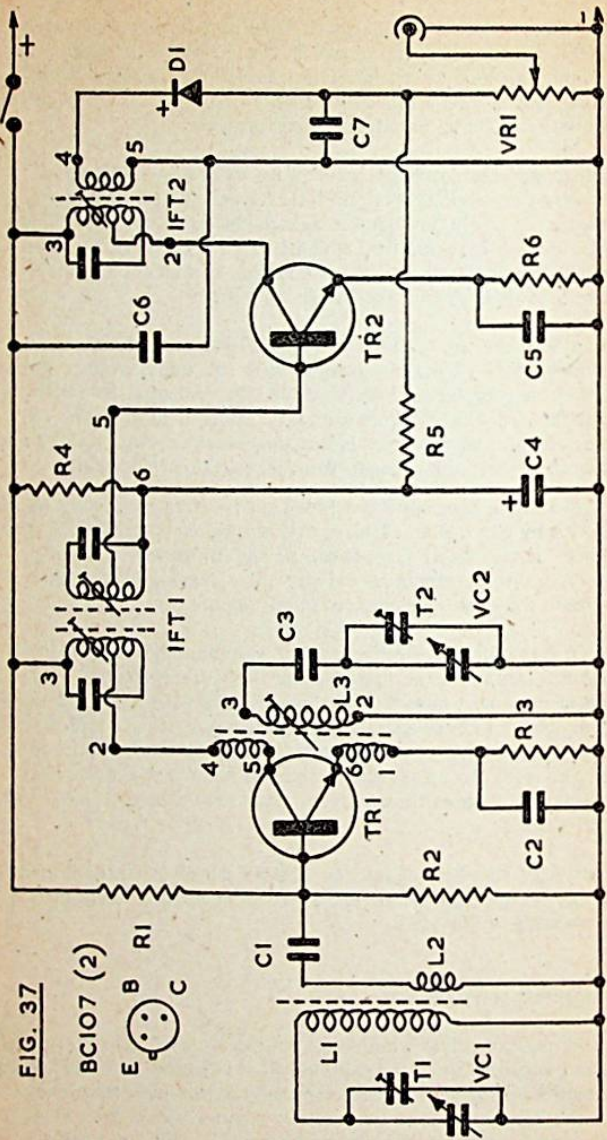 FIG. 37
BC107 (2)
E
B
C
R1
C1
L1
L2
T1
VC1
R2
TR1
2
3
IFT1
4
5
6
1
3
L3
2
C3
T2
VC2
C2
R
3
R4
5
6
C6
TR2
R5
C4
+
C5
R6
3
2
IFT2
4
5
D1
+
C7
VR1
+
-